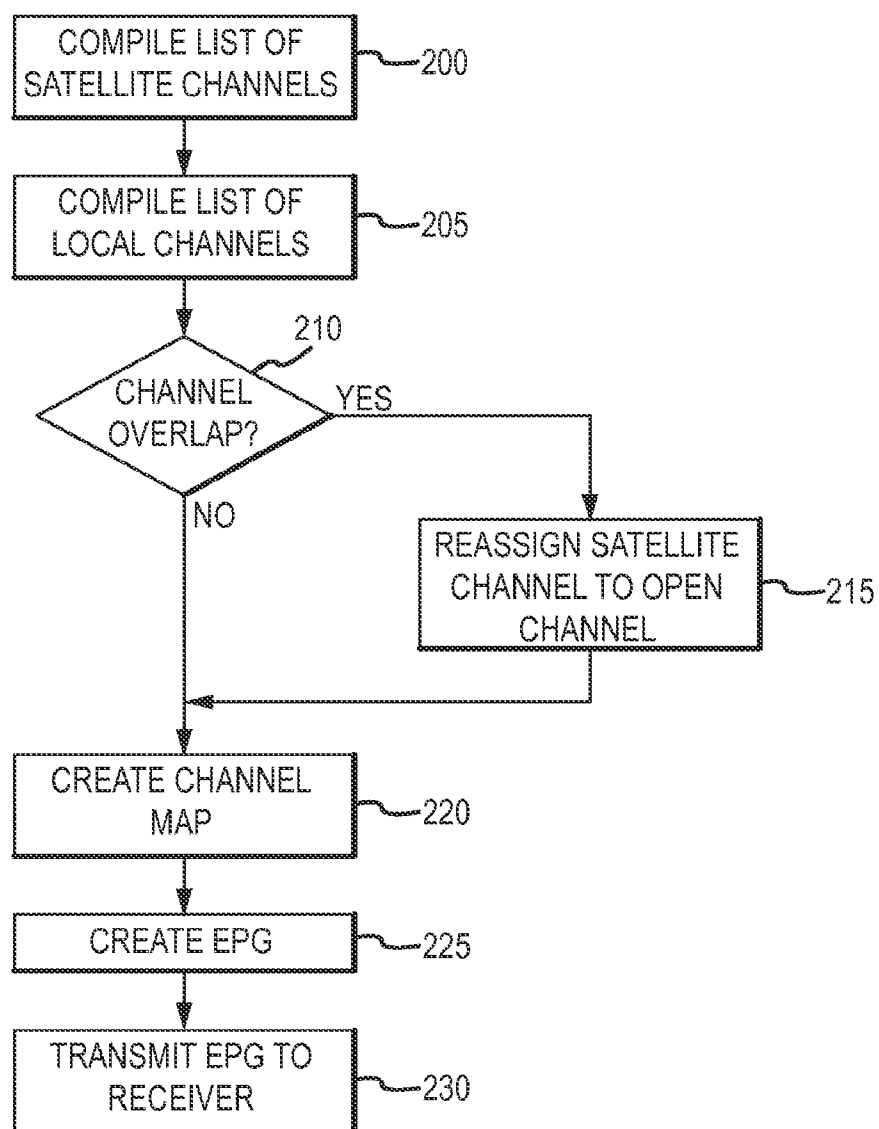 COMPILE LIST OF
SATELLITE CHANNELS
200
COMPILE LIST OF
LOCAL CHANNELS
205
210
CHANNEL
OVERLAP?
YES
NO
REASSIGN SATELLITE
CHANNEL TO OPEN
CHANNEL
215
CREATE CHANNEL
MAP
220
CREATE EPG
225
TRANSMIT EPG TO
RECEIVER
230